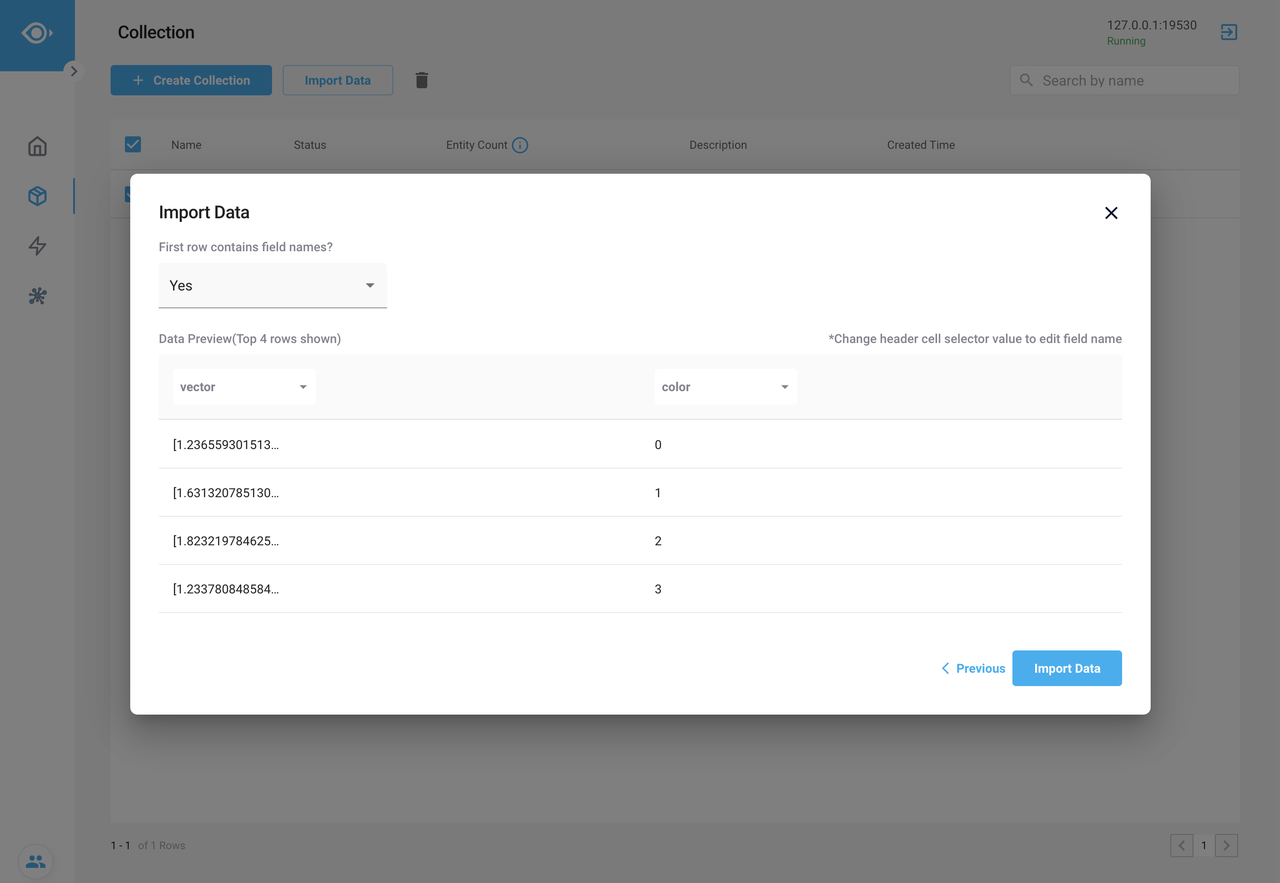 Collection
127.0.0.1:19530
Running
Create Collection
Import Data
Search by name
Name Status Entity Count Description Created Time
Import Data
First row contains field names?
Yes
Data Preview(Top 4 rows shown) *Change header cell selector value to edit field name
vector color
[1.236559301513... 0
[1.631320785130... 1
[1.823219784625... 2
[1.233780848584... 3
Previous
Import Data
1 - 1 of 1 Rows
1